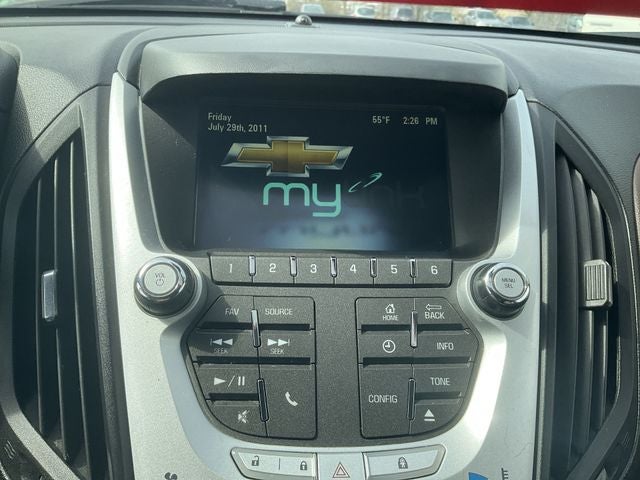 Friday
55°F 2:26 PM
July 29th, 2011
my
1 2 3 4 5 6
VOL
MENU
SEL
FAV SOURCE
HOME BACK
SEEK SEEK
INFO
TONE
CONFIG